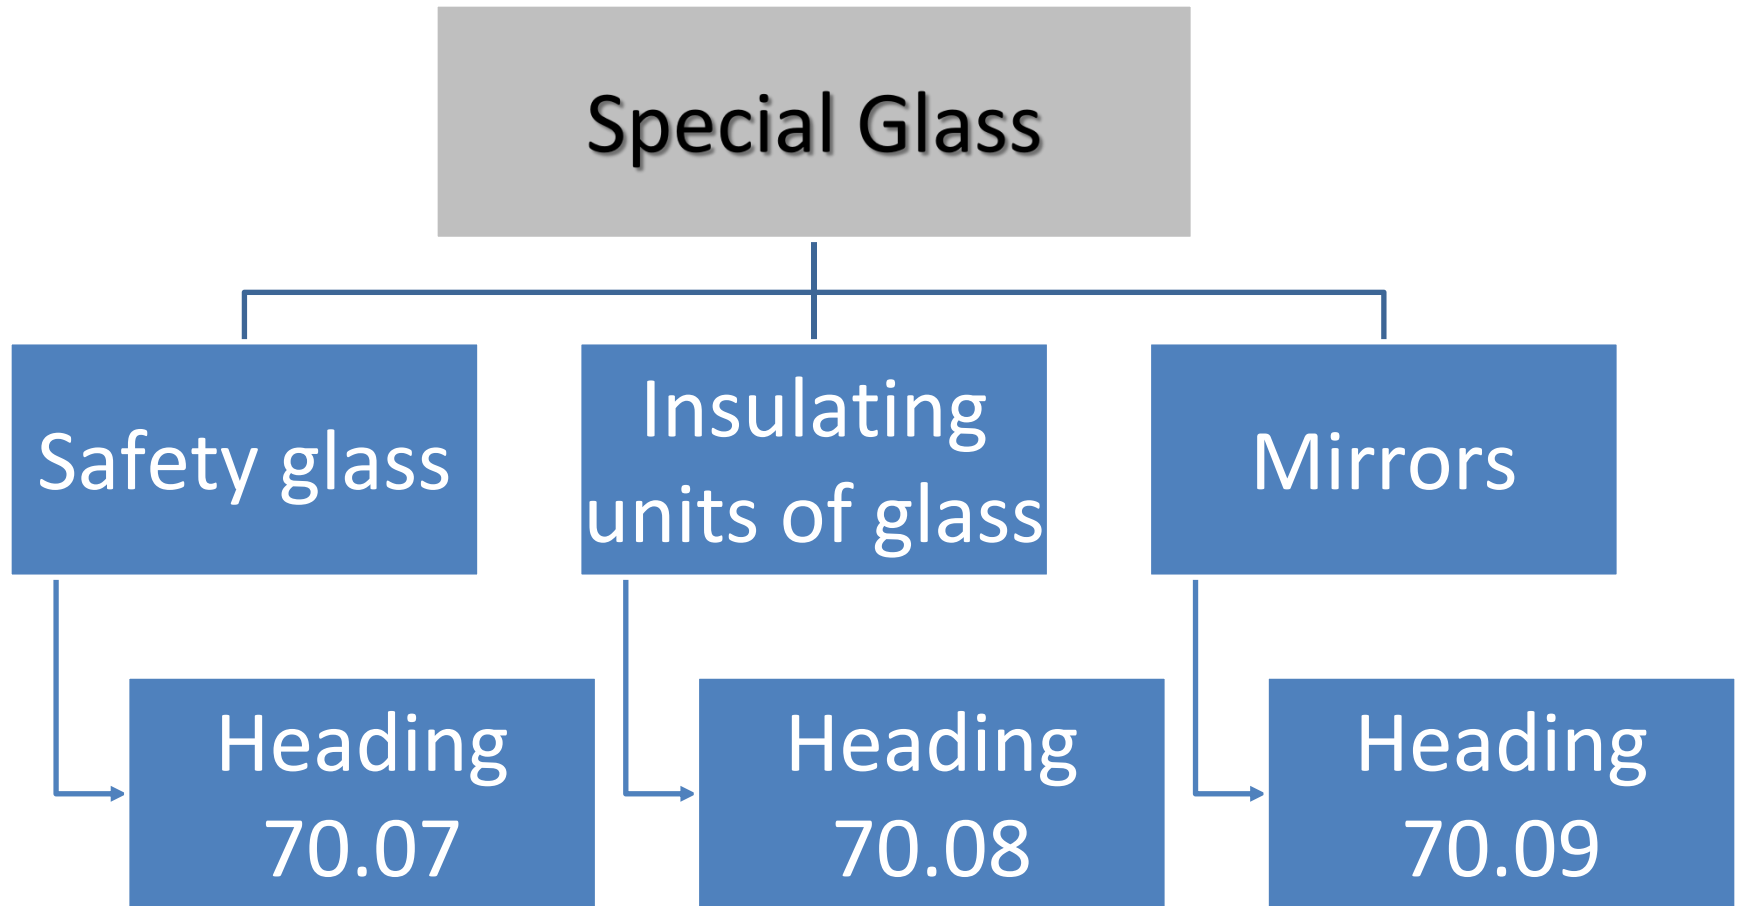 Special Glass
Safety glass
Insulating
units of glass
Mirrors
Heading
70.07
Heading
70.08
Heading
70.09